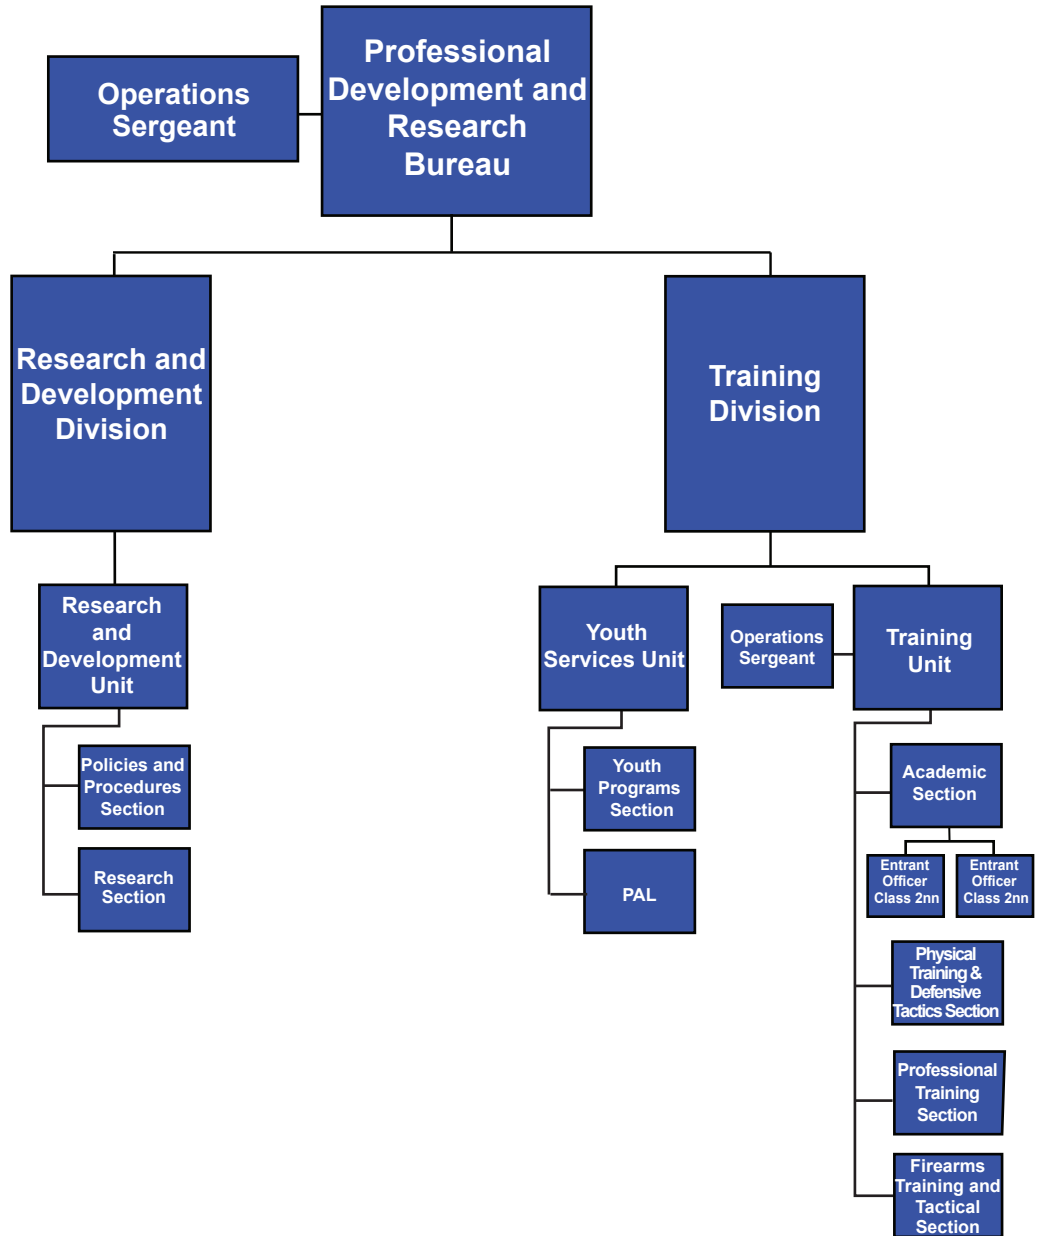 Professional
Development and
Research
Bureau
Operations
Sergeant
Research and
Development
Division
Training
Division
Research
and
Development
Unit
Policies and
Procedures
Section
Research
Section
Youth
Services Unit
Youth
Programs
Section
PAL
Operations
Sergeant
Training
Unit
Academic
Section
Entrant
Officer
Class 2nn
Entrant
Officer
Class 2nn
Physical
Training &
Defensive
Tactics Section
Professional
Training
Section
Firearms
Training and
Tactical
Section